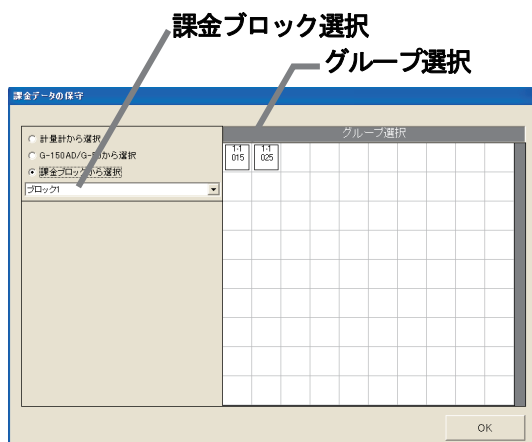 課金ブロック選択
グループ選択
課金データの保守
計量計から選択
G-150AD/G-50から選択
課金ブロックから選択
ブロック1
グループ選択
1-1 1-1
015 025
OK